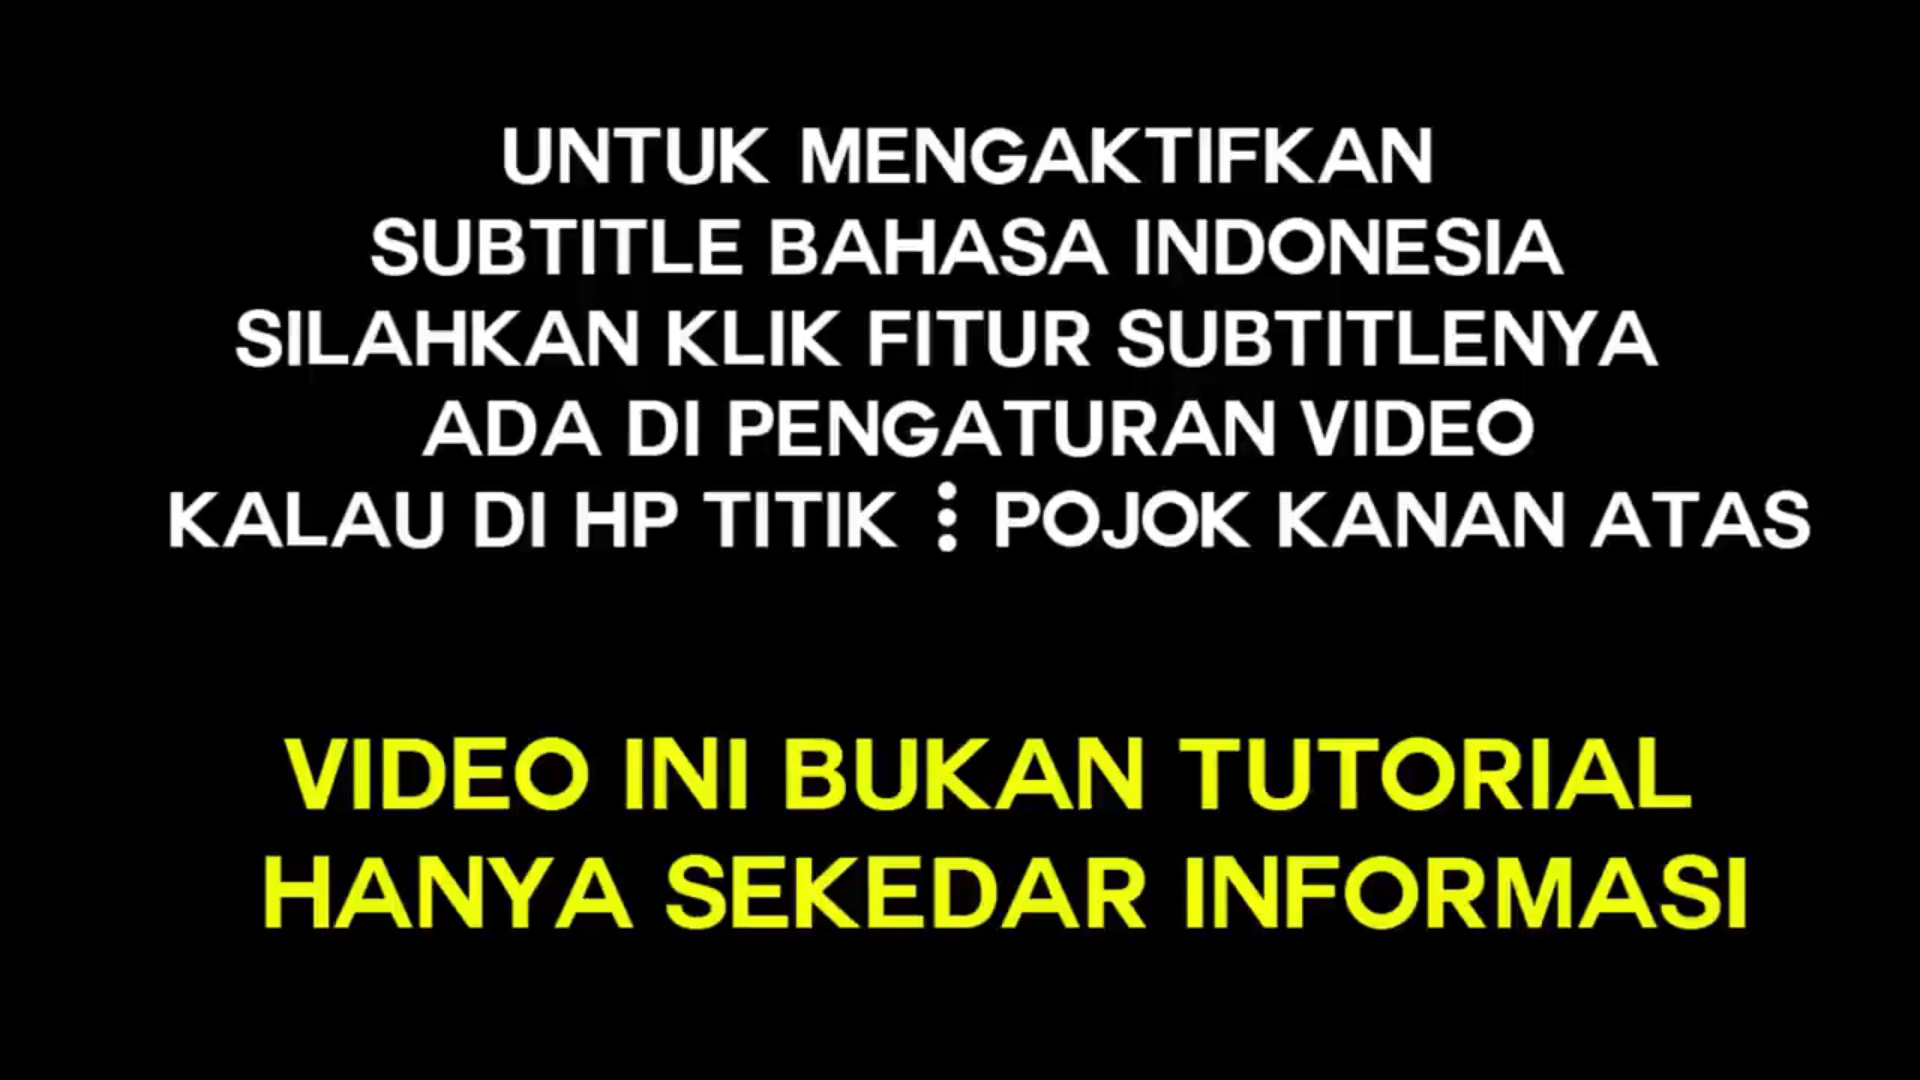 UNTUK MENGAKTIFKAN
SUBTITLE BAHASA INDONESIA
SILAHKAN KLIK FITUR SUBTITLENYA
ADA DI PENGATURAN VIDEO
KALAU DI HP TITIK ⋮ POJOK KANAN ATAS
VIDEO INI BUKAN TUTORIAL
HANYA SEKEDAR INFORMASI